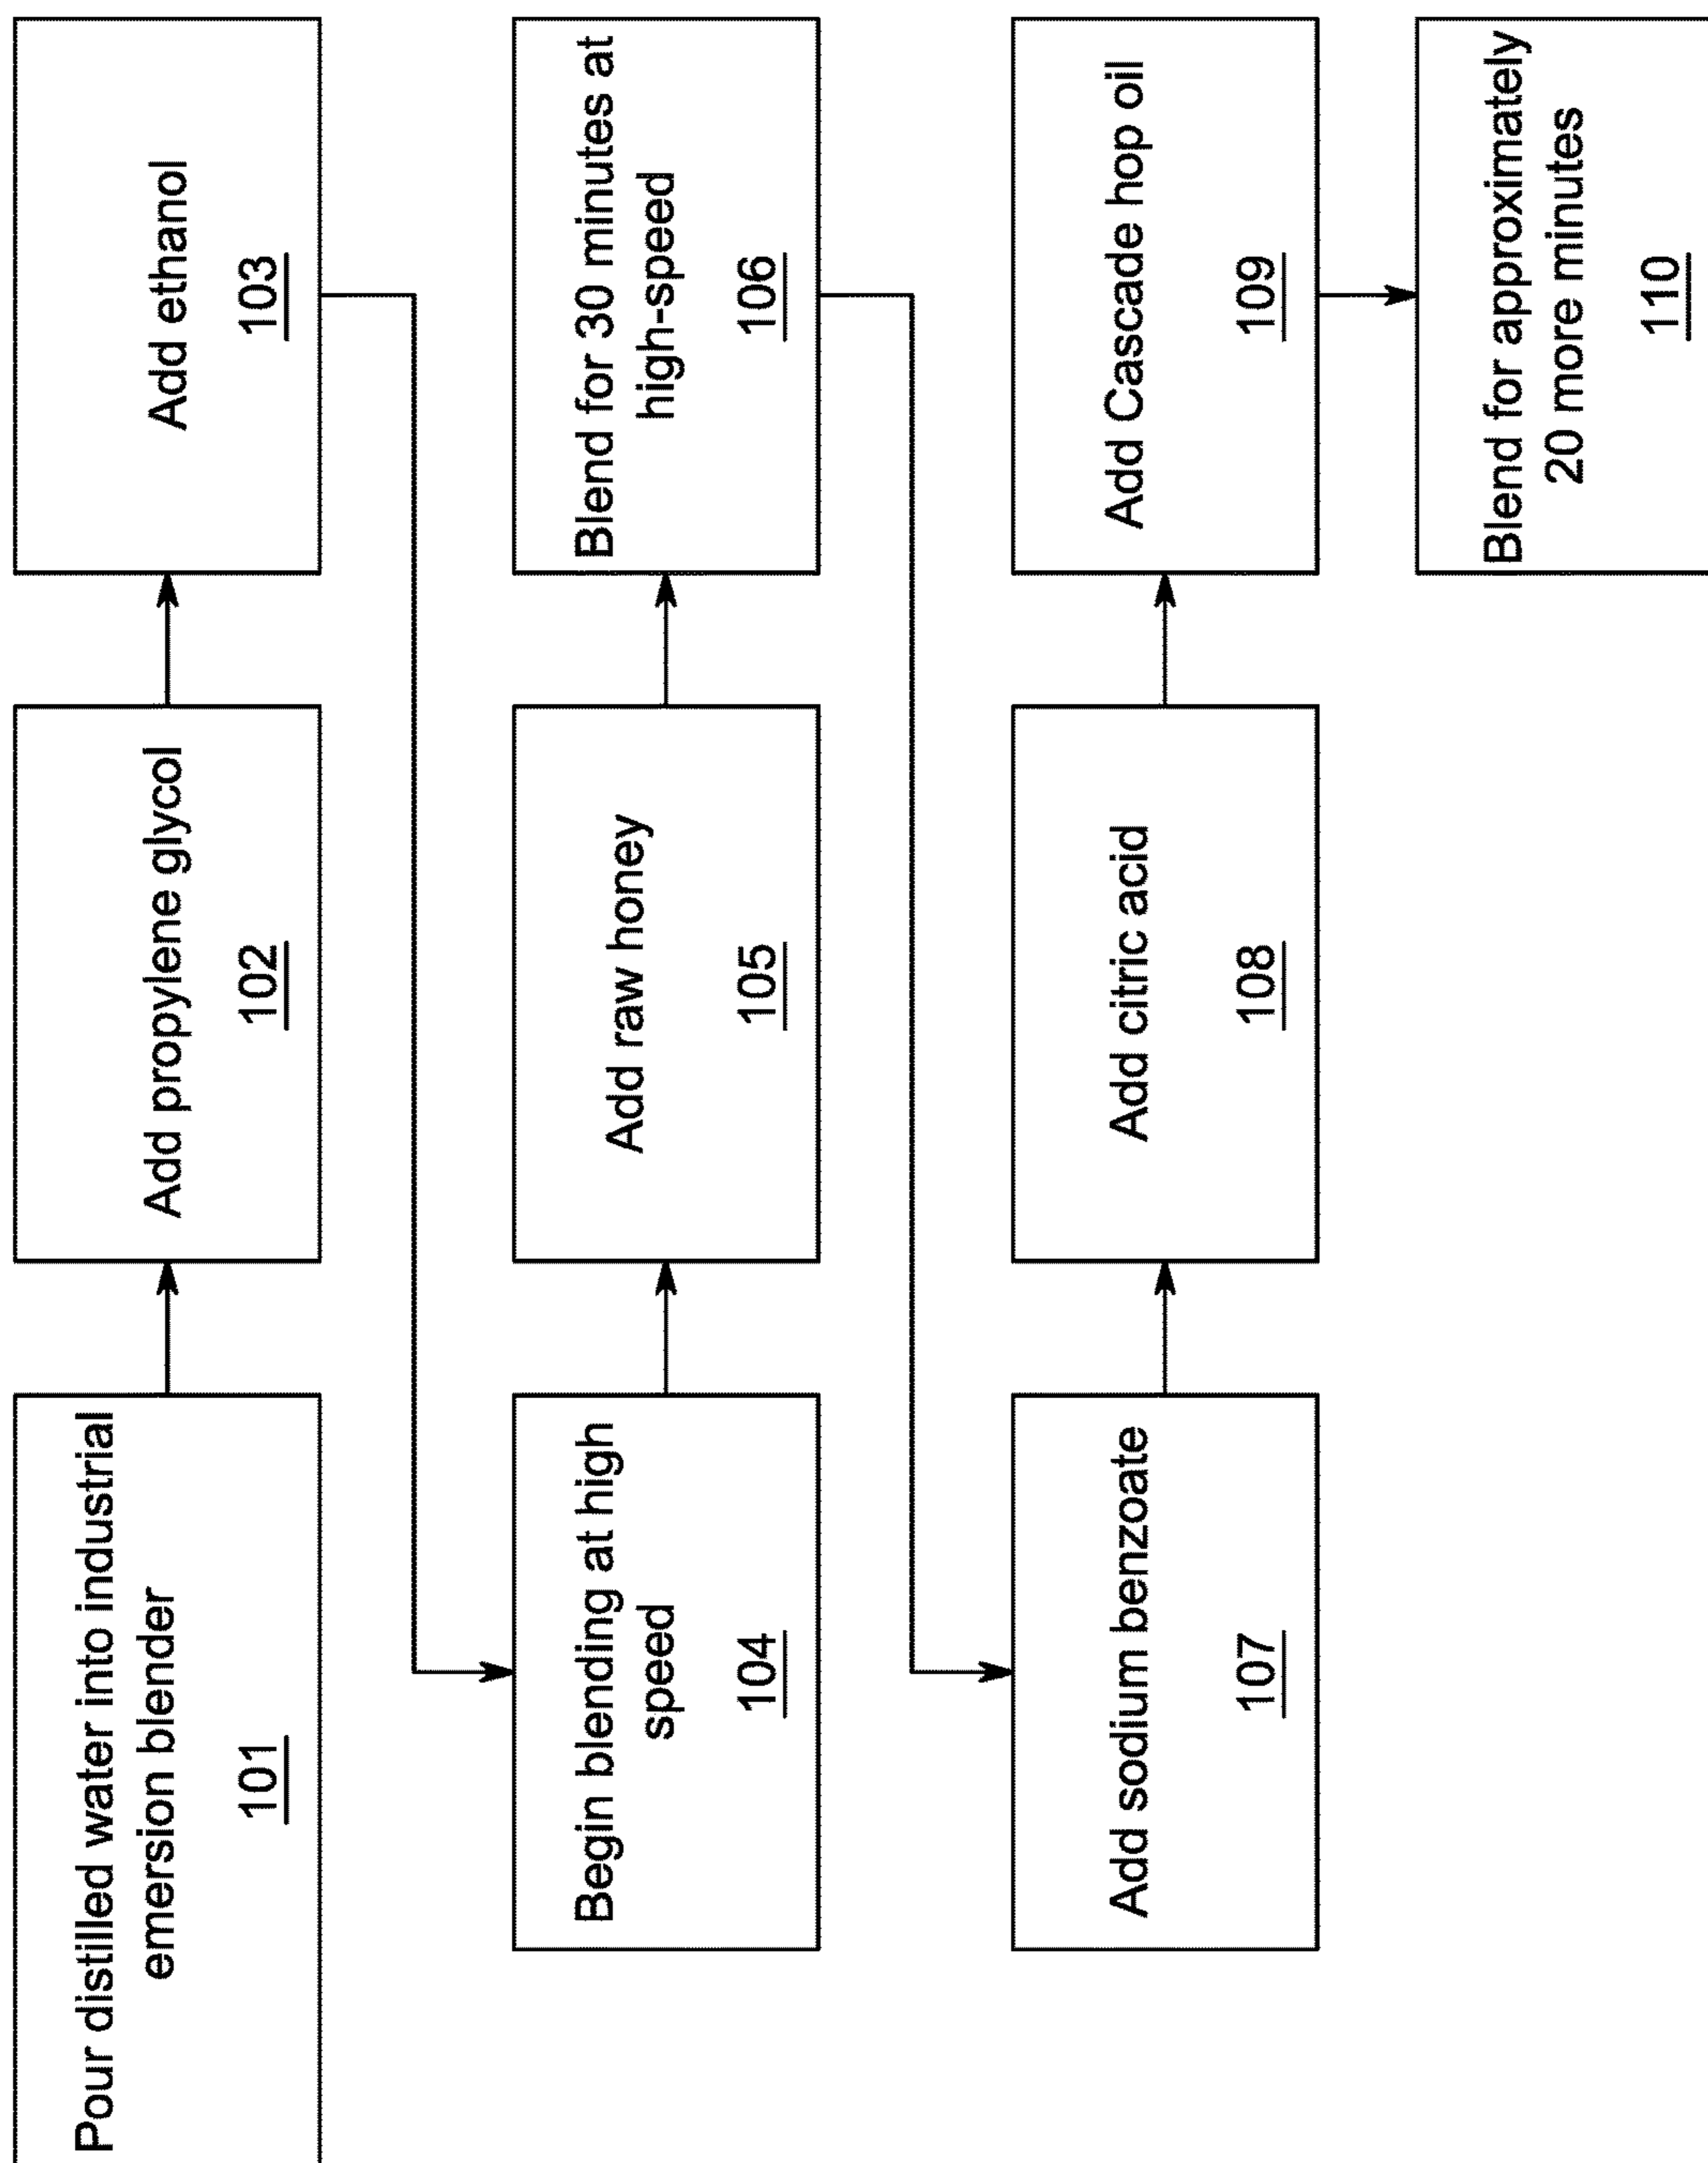 Pour distilled water into industrial
emersion blender
101
Add propylene glycol
102
Add ethanol
103
Begin blending at high
speed
104
Add raw honey
105
Blend for 30 minutes at
high-speed
106
Add sodium benzoate
107
Add citric acid
108
Add Cascade hop oil
109
Blend for approximately
20 more minutes
110